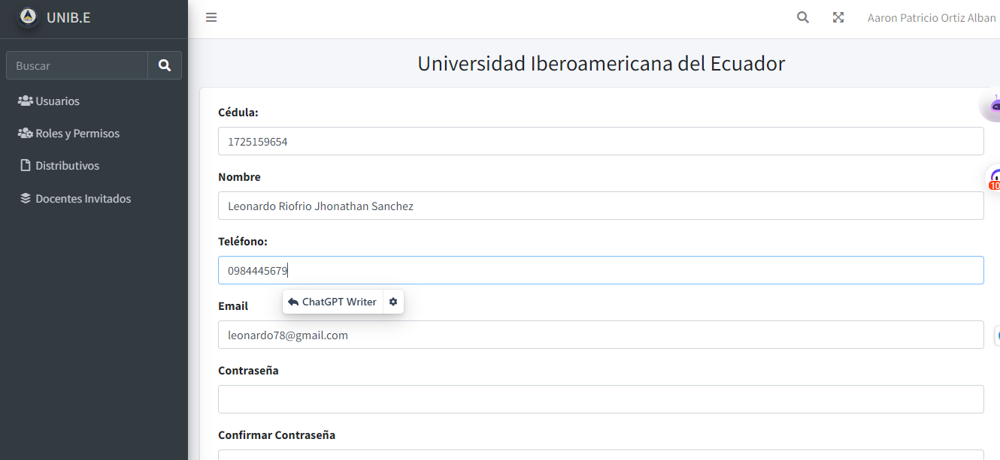 UNIB.E
Aaron Patricio Ortiz Alban
Buscar
Usuarios
Roles y Permisos
Distributivos
Docentes Invitados
Universidad Iberoamericana del Ecuador
Cédula:
1725159654
Nombre
Leonardo Riofrio Jhonathan Sanchez
Teléfono:
0984445679
ChatGPT Writer
Email
leonardo78@gmail.com
Contraseña
Confirmar Contraseña
10